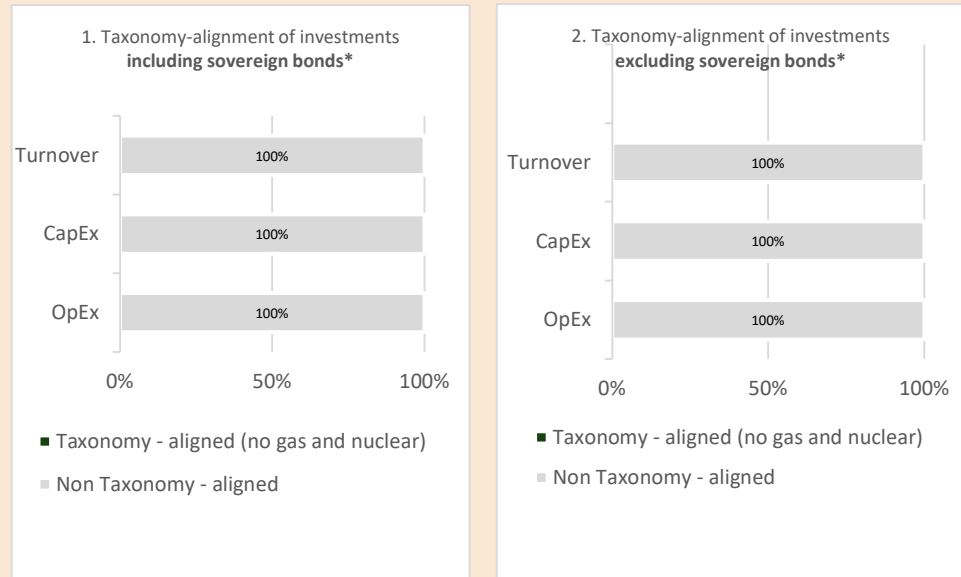 1. Taxonomy-alignment of investments
including sovereign bonds*
Turnover
100%
CapEx
100%
OpEx
100%
0%
50%
100%
Taxonomy - aligned (no gas and nuclear)
Non Taxonomy - aligned
2. Taxonomy-alignment of investments
excluding sovereign bonds*
Turnover
100%
CapEx
100%
OpEx
100%
0%
50%
100%
Taxonomy - aligned (no gas and nuclear)
Non Taxonomy - aligned